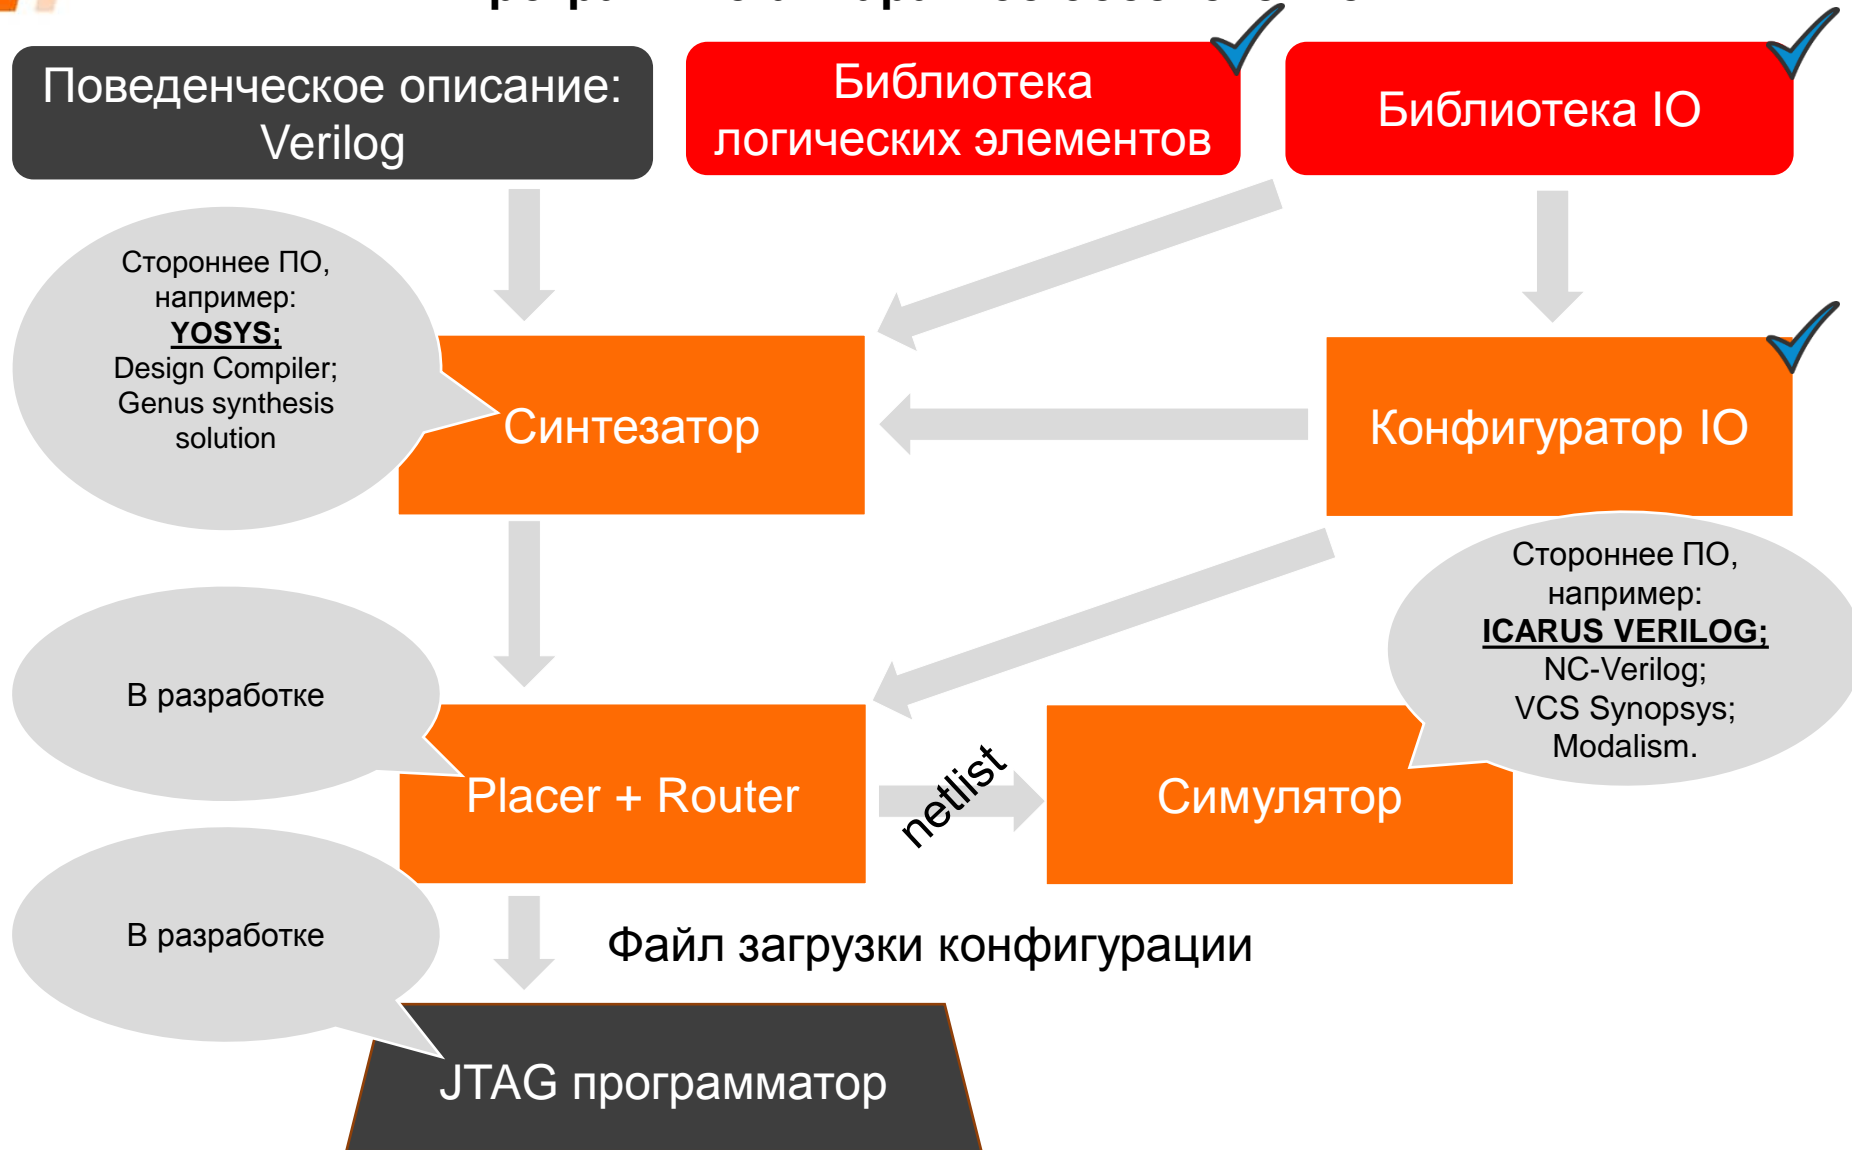 Поведенческое описание:
Verilog
Библиотека
логических элементов
Библиотека IO
Стороннее ПО,
например:
YOSYS;
Design Compiler;
Genus synthesis
solution
Синтезатор
Конфигуратор IO
Стороннее ПО,
например:
ICARUS VERILOG;
NC-Verilog;
VCS Synopsys;
Modalism.
В разработке
Placer + Router
netlist
Симулятор
В разработке
Файл загрузки конфигурации
JTAG программатор